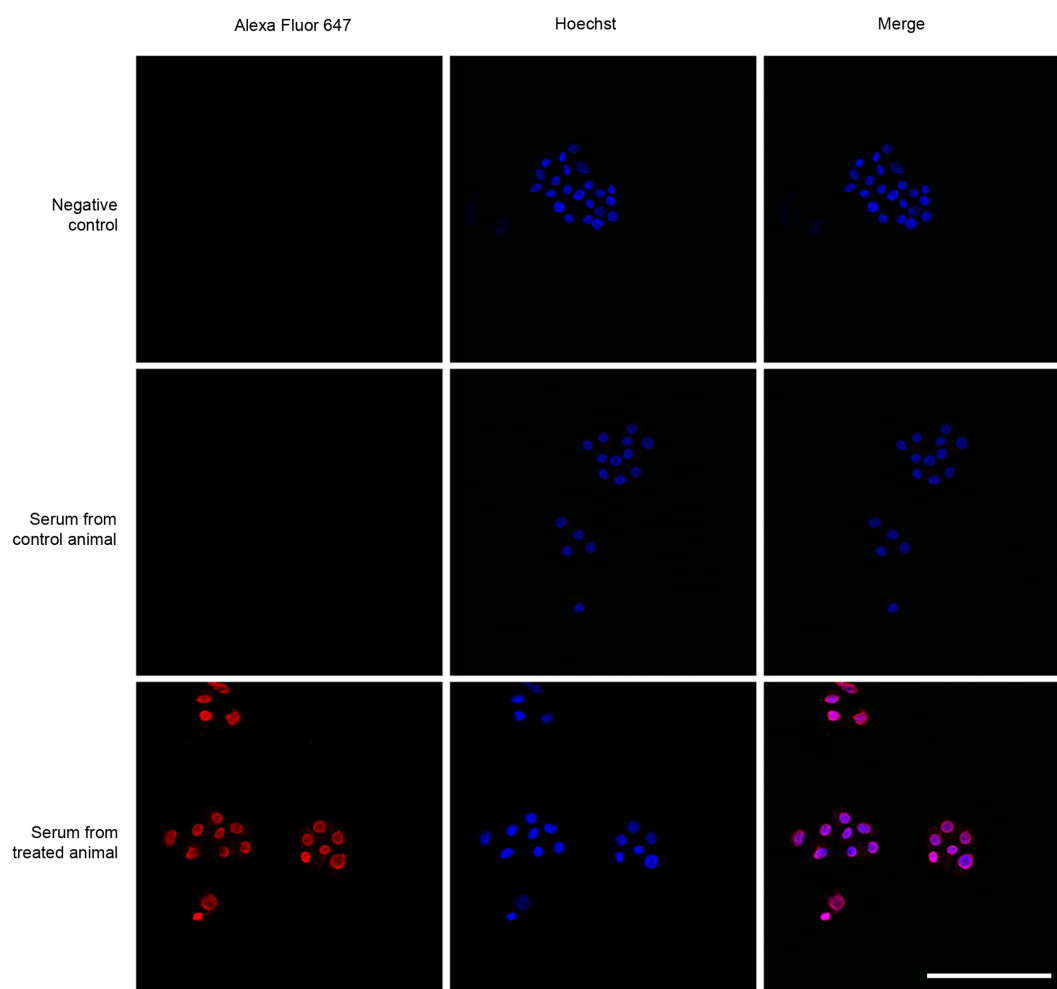 Alexa Fluor 647
Hoechst
Merge
Negative
control
Serum from
control animal
Serum from
treated animal